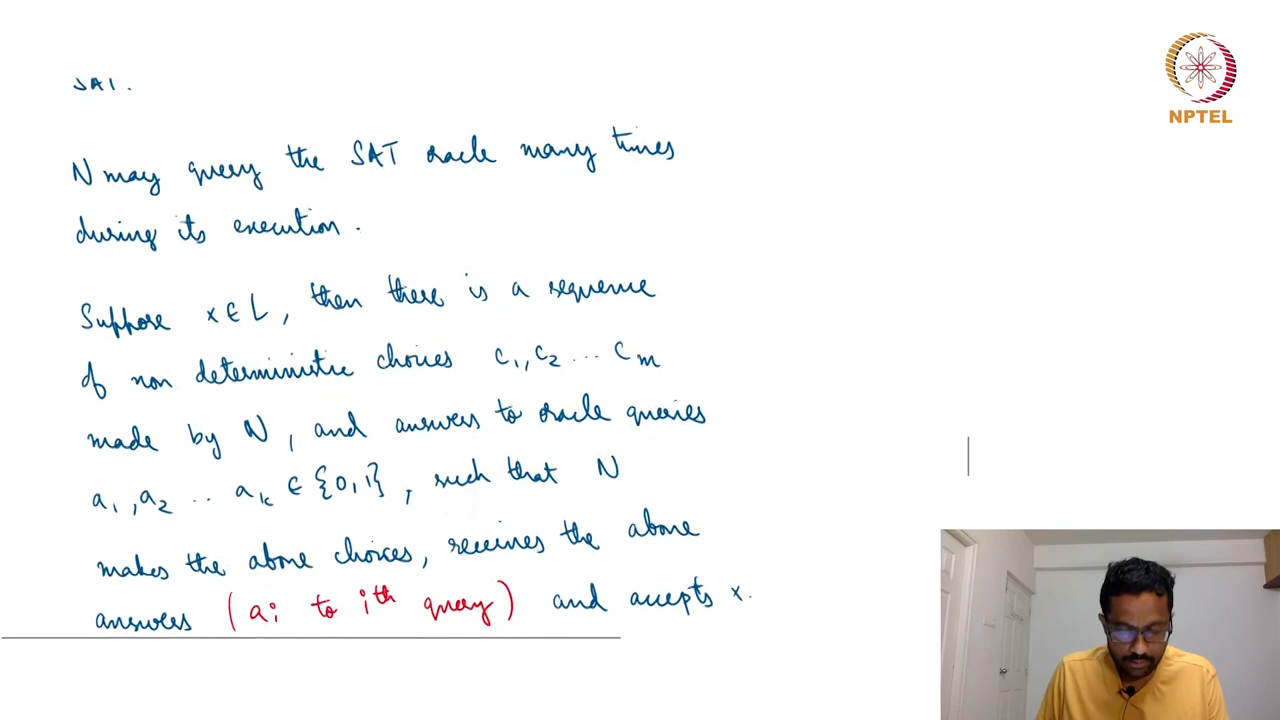 SAT.
NPTEL
N may query the SAT oracle many times
during its execution.
Suppose x ∈ L, then there is a sequence
of non deterministic choices c₁, c₂ ... cₘ
made by N, and answers to oracle queries
a₁, a₂ .. aₖ ∈ {0,1}, such that N
makes the above choices, receives the above
answers (aᵢ to iᵗʰ query) and accepts x.